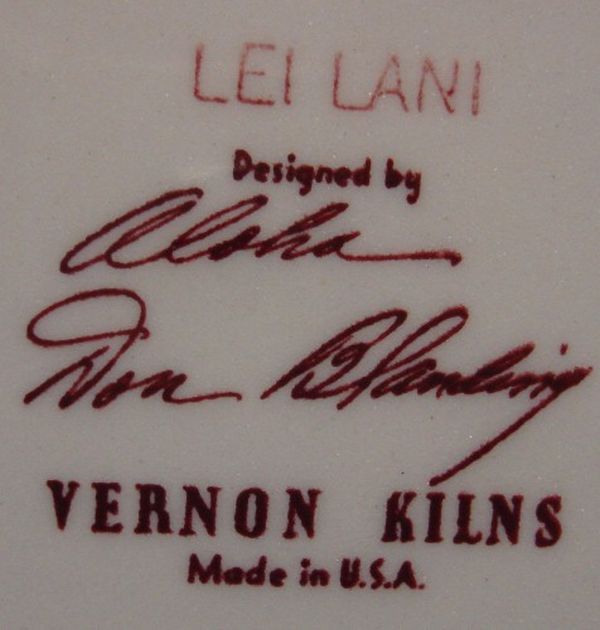 LEI LANI
Designed by
Aloha
Don Blanding
VERNON KILNS
Made in U.S.A.